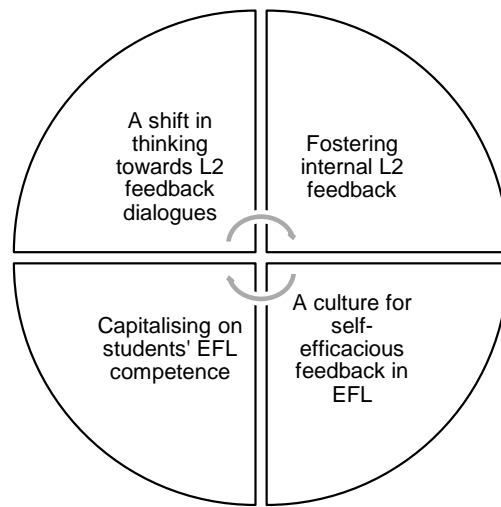 A shift in
thinking
towards L2
feedback
dialogues
Fostering
internal L2
feedback
Capitalising on
students' EFL
competence
A culture for
self-
efficacious
feedback in
EFL